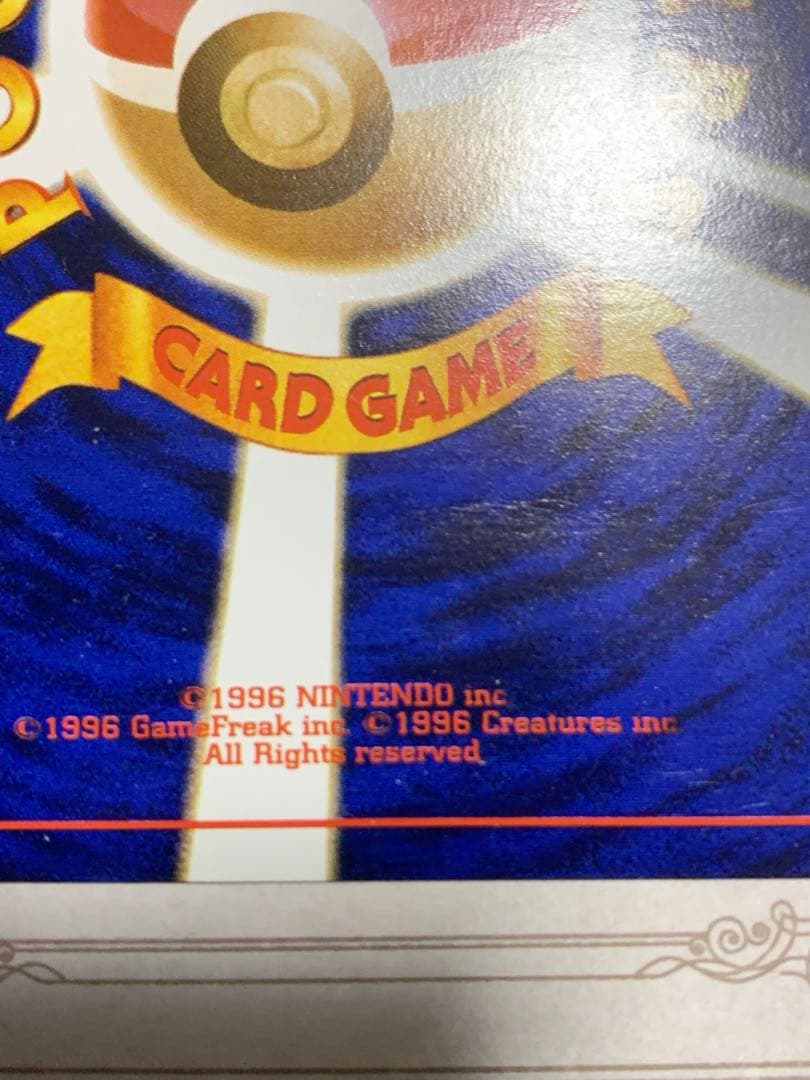 CARD GAME
©1996 NINTENDO inc.
©1996 GameFreak inc. ©1996 Creatures inc.
All Rights reserved.